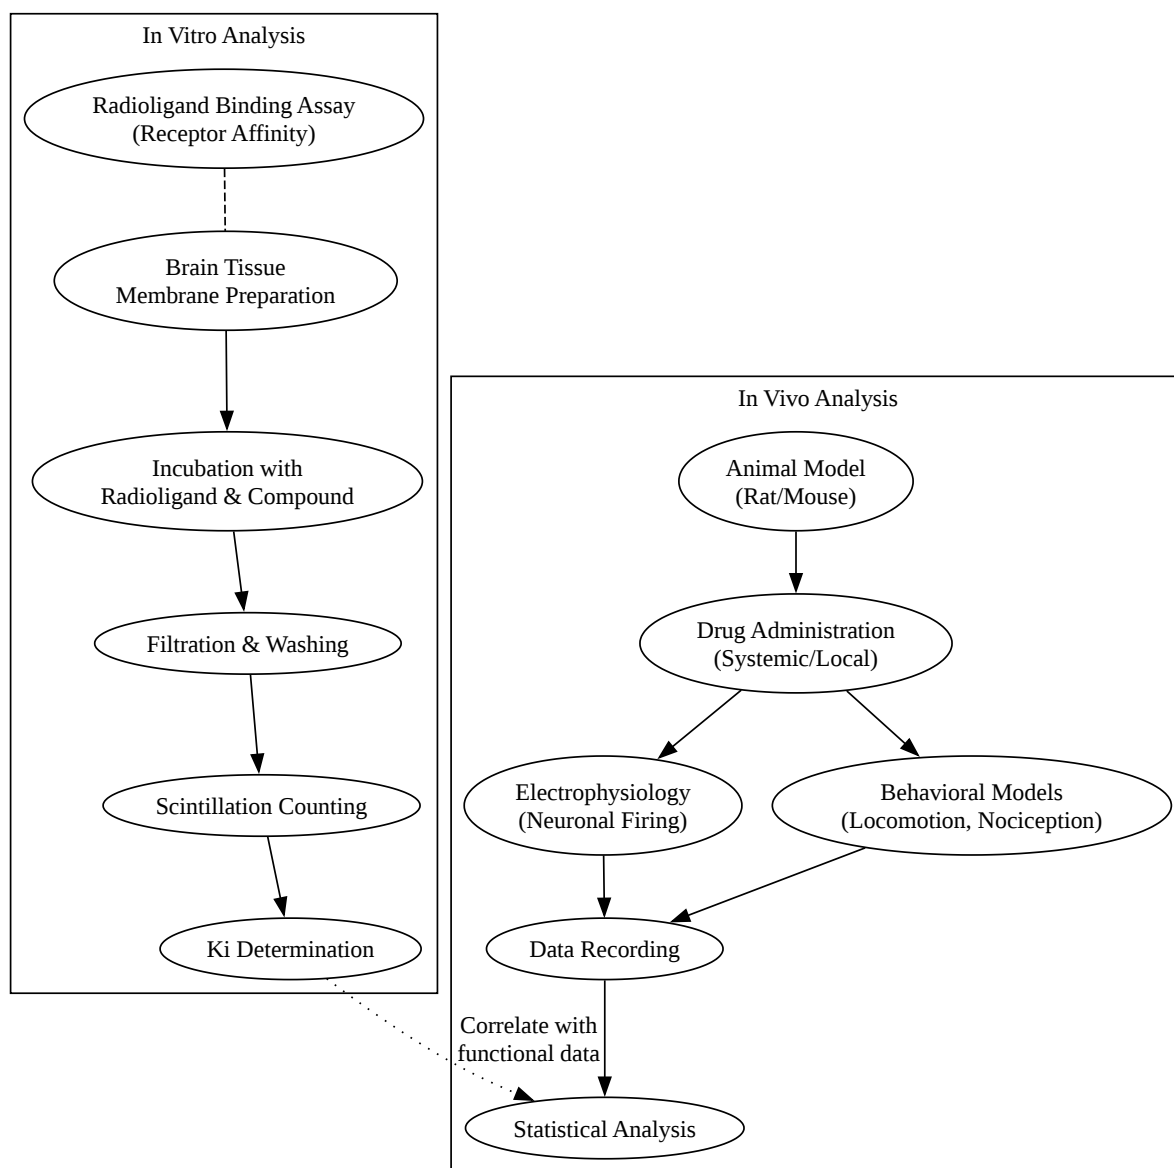 In Vitro Analysis
Radioligand Binding Assay
(Receptor Affinity)
Brain Tissue
Membrane Preparation
Incubation with
Radioligand & Compound
Filtration & Washing
Scintillation Counting
Ki Determination
In Vivo Analysis
Animal Model
(Rat/Mouse)
Drug Administration
(Systemic/Local)
Electrophysiology
(Neuronal Firing)
Behavioral Models
(Locomotion, Nociception)
Data Recording
Correlate with
functional data
Statistical Analysis